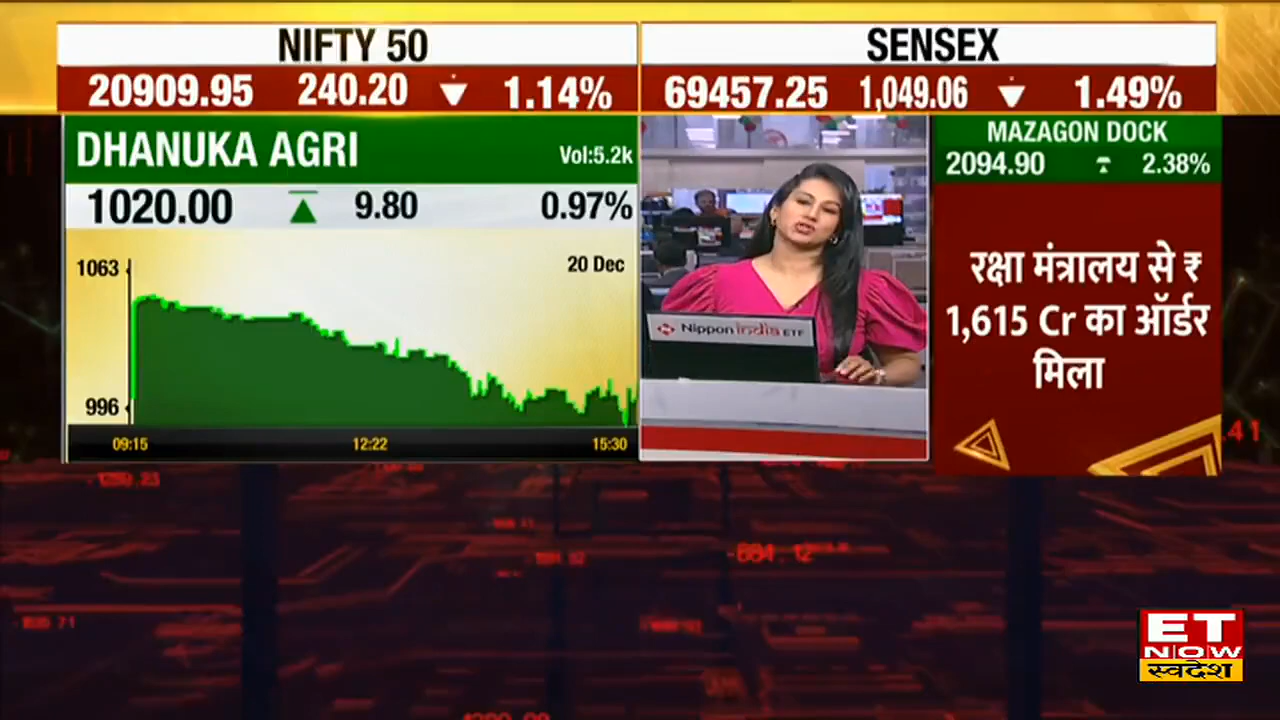 NIFTY 50
20909.95 240.20 1.14%
SENSEX
69457.25 1,049.06 1.49%
DHANUKA AGRI Vol:5.2k
1020.00 9.80 0.97%
1063
20 Dec
996
09:15 12:22 15:30
Nippon india ETF
MAZAGON DOCK
2094.90 2.38%
रक्षा मंत्रालय से ₹
1,615 Cr का ऑर्डर
मिला
ET
NOW
स्वदेश